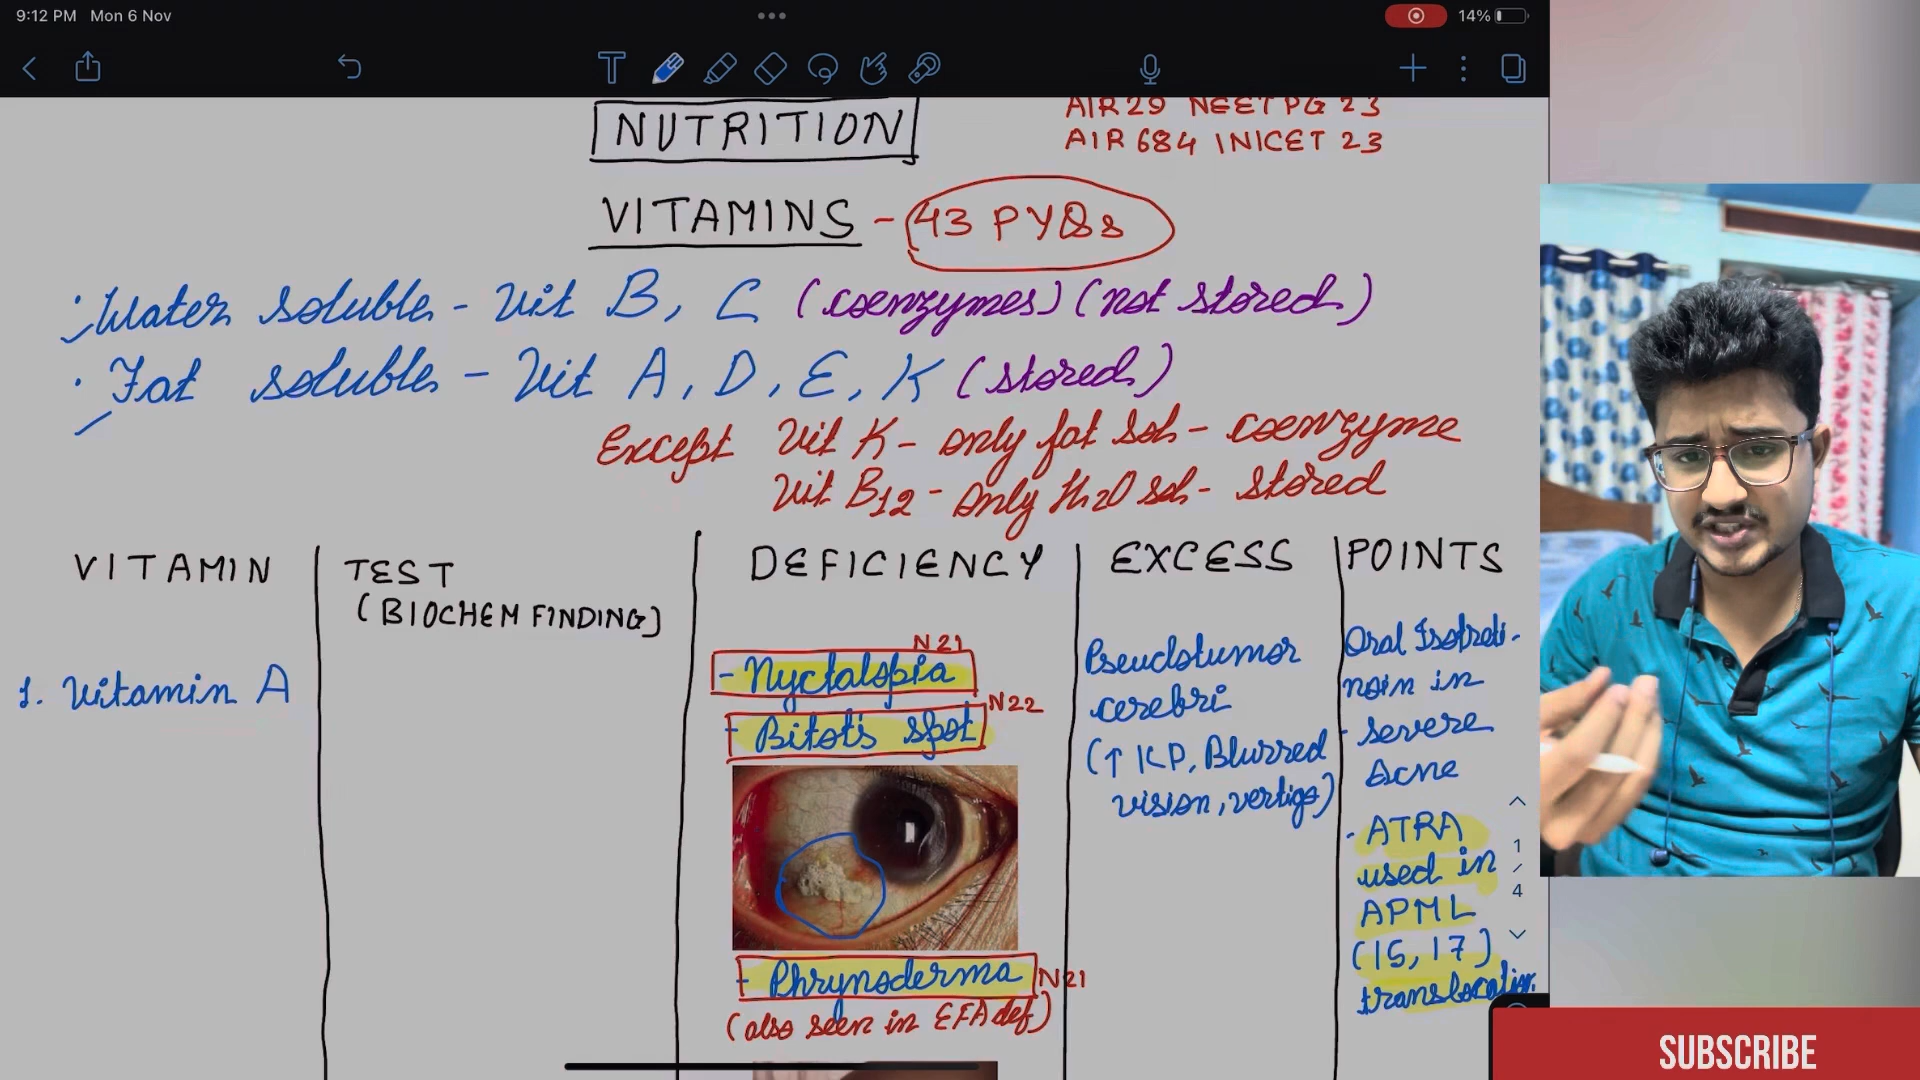 9:12 PM Mon 6 Nov
14%
NUTRITION
AIR 29 NEET PG 23
AIR 684 INICET 23
VITAMINS - 43 PYQs
· Water soluble - Vit B, C (coenzymes) (not stored)
· Fat soluble - Vit A, D, E, K (stored)
Except Vit K - only fat sol - coenzyme
Vit B12 - only H2O sol - stored
VITAMIN
TEST
(BIOCHEM FINDING)
DEFICIENCY
EXCESS
POINTS
1. Vitamin A
N21
- Nyctalopia
N22
- Bitot's spot
- Phrynoderma N21
(also seen in EFA def)
Pseudotumor
cerebri
(↑ ICP, Blurred
vision, vertigo)
Oral Isotreti-
noin in
severe
Acne
- ATRA
used in
APML
(15, 17)
translocation.
1
4
SUBSCRIBE